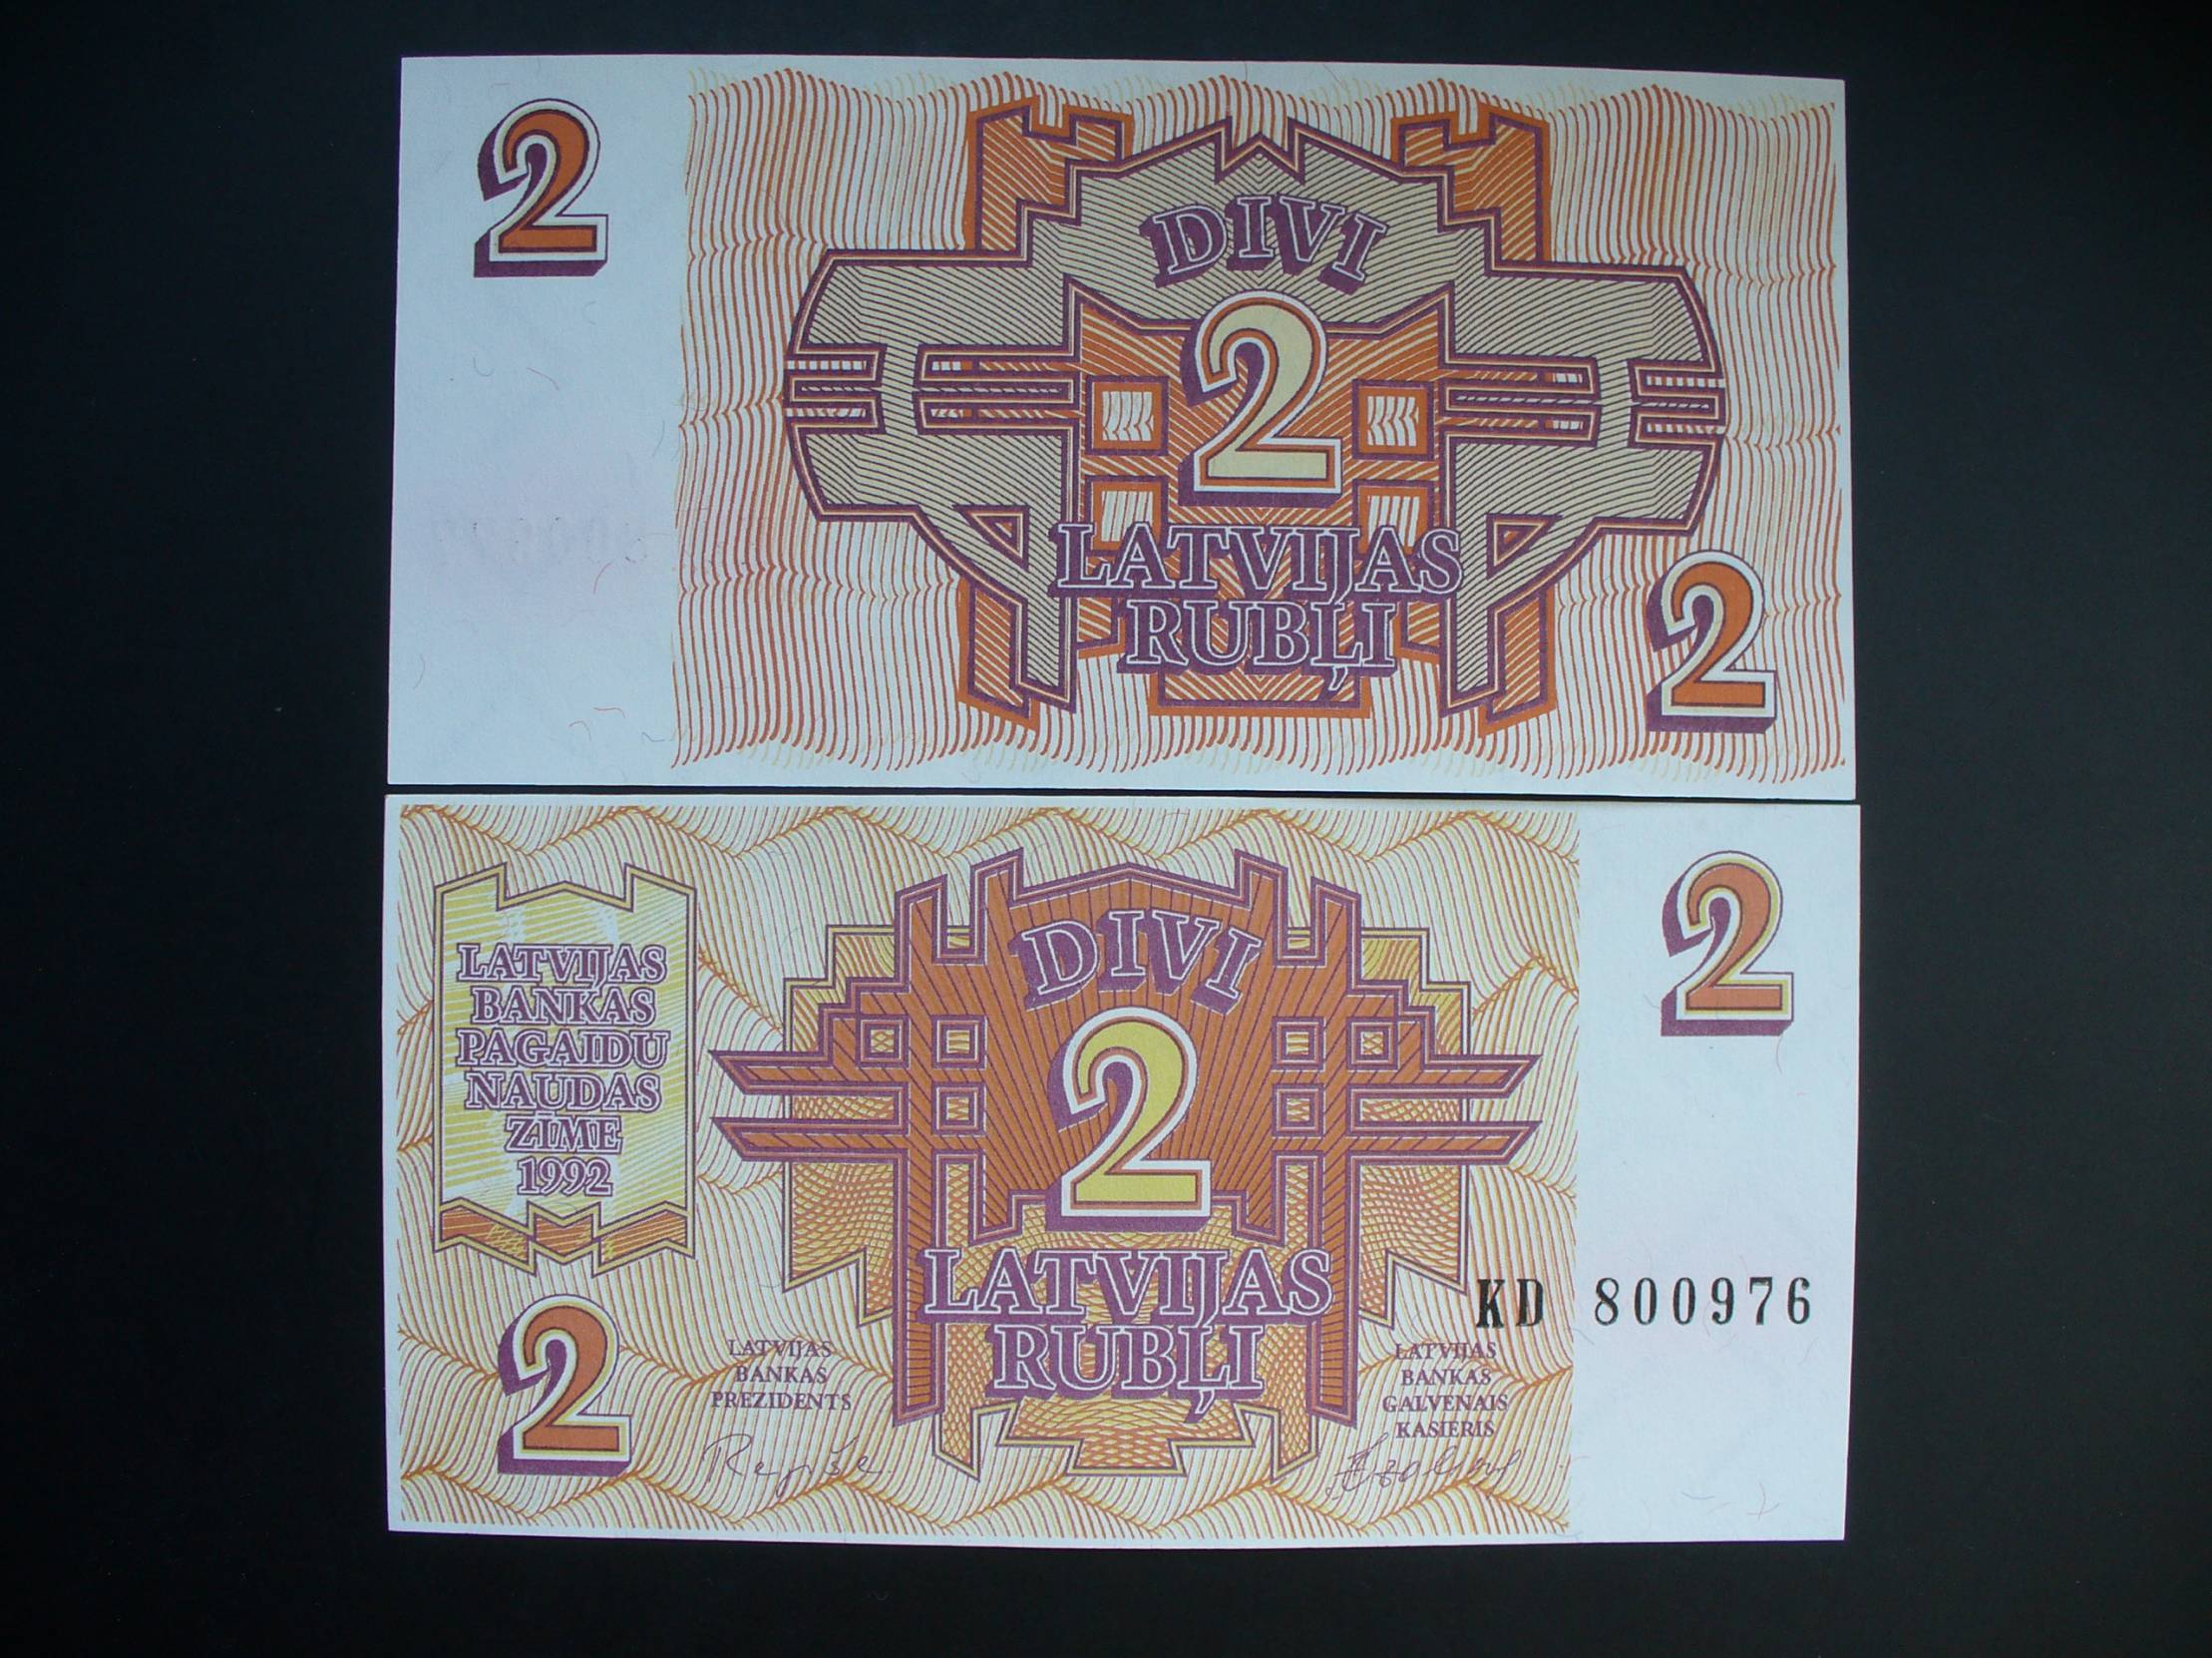 2
DIVI
2
LATVIJAS
RUBĻI
2
LATVIJAS
BANKAS
PAGAIDU
NAUDAS
ZĪME
1992
DIVI
2
LATVIJAS
RUBĻI
2
KD 800976
2
LATVIJAS
BANKAS
PREZIDENTS
LATVIJAS
BANKAS
GALVENAIS
KASIERIS